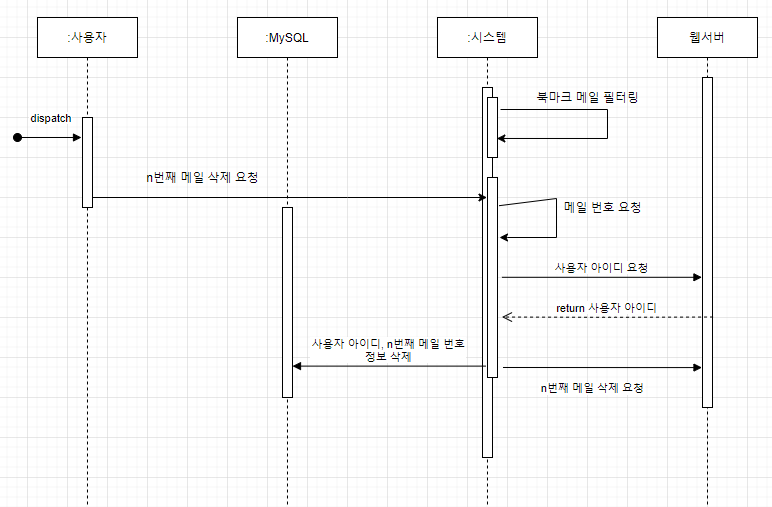 :사용자
:MySQL
:시스템
웹서버
dispatch
북마크 메일 필터링
n번째 메일 삭제 요청
메일 번호 요청
사용자 아이디 요청
return 사용자 아이디
사용자 아이디, n번째 메일 번호
정보 삭제
n번째 메일 삭제 요청